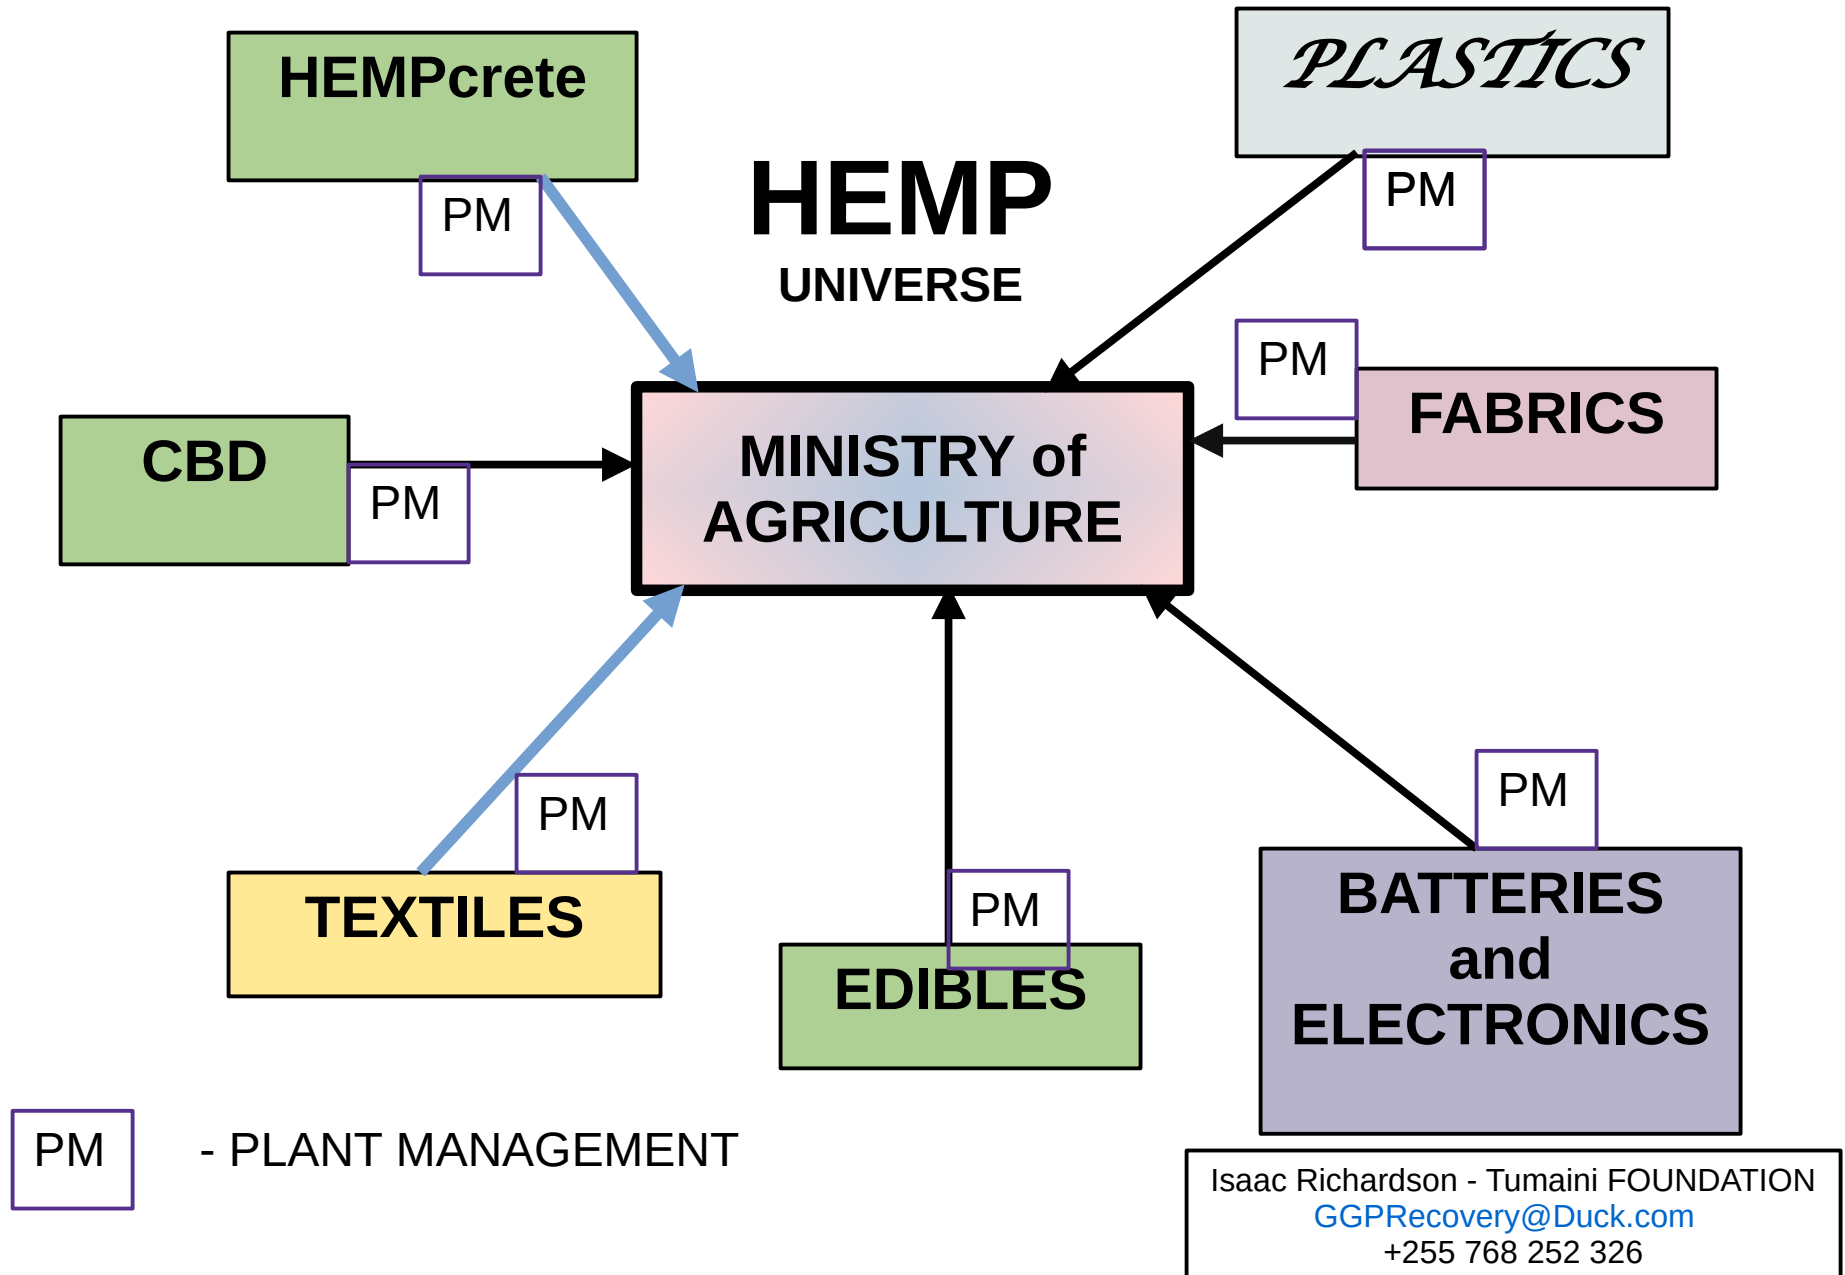 HEMPcrete
PM
PLASTICS
PM
HEMP
UNIVERSE
PM
FABRICS
CBD
PM
MINISTRY of
AGRICULTURE
PM
TEXTILES
PM
EDIBLES
PM
BATTERIES
and
ELECTRONICS
PM - PLANT MANAGEMENT
Isaac Richardson - Tumaini FOUNDATION
GGPRecovery@Duck.com
+255 768 252 326